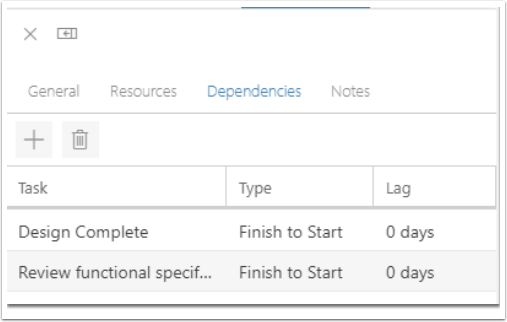 General Resources Dependencies Notes
Task Type Lag
Design Complete Finish to Start 0 days
Review functional specif... Finish to Start 0 days